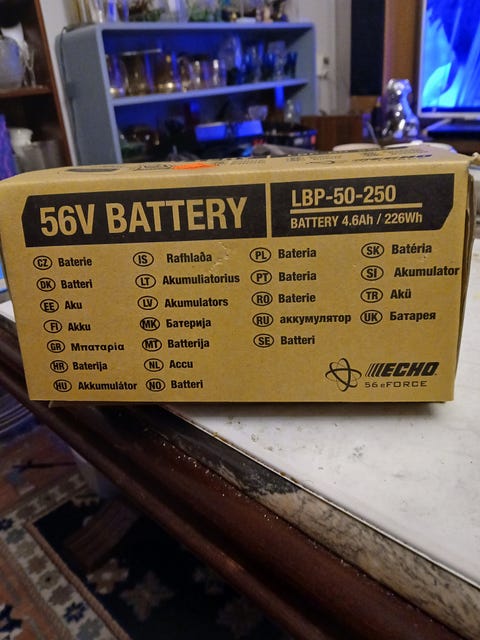 56V BATTERY
LBP-50-250
BATTERY 4.6Ah / 226Wh
CZ Baterie
DK Batteri
EE Aku
FI Akku
GR Μπαταρία
HR Baterija
HU Akkumulátor
IS Rafhlaða
LT Akumuliatorius
LV Akumulators
MK Батерија
MT Batterija
NL Accu
NO Batteri
PL Bateria
PT Bateria
RO Baterie
RU аккумулятор
SE Batteri
SK Batéria
SI Akumulator
TR Akü
UK Батарея
ECHO
56 eFORCE